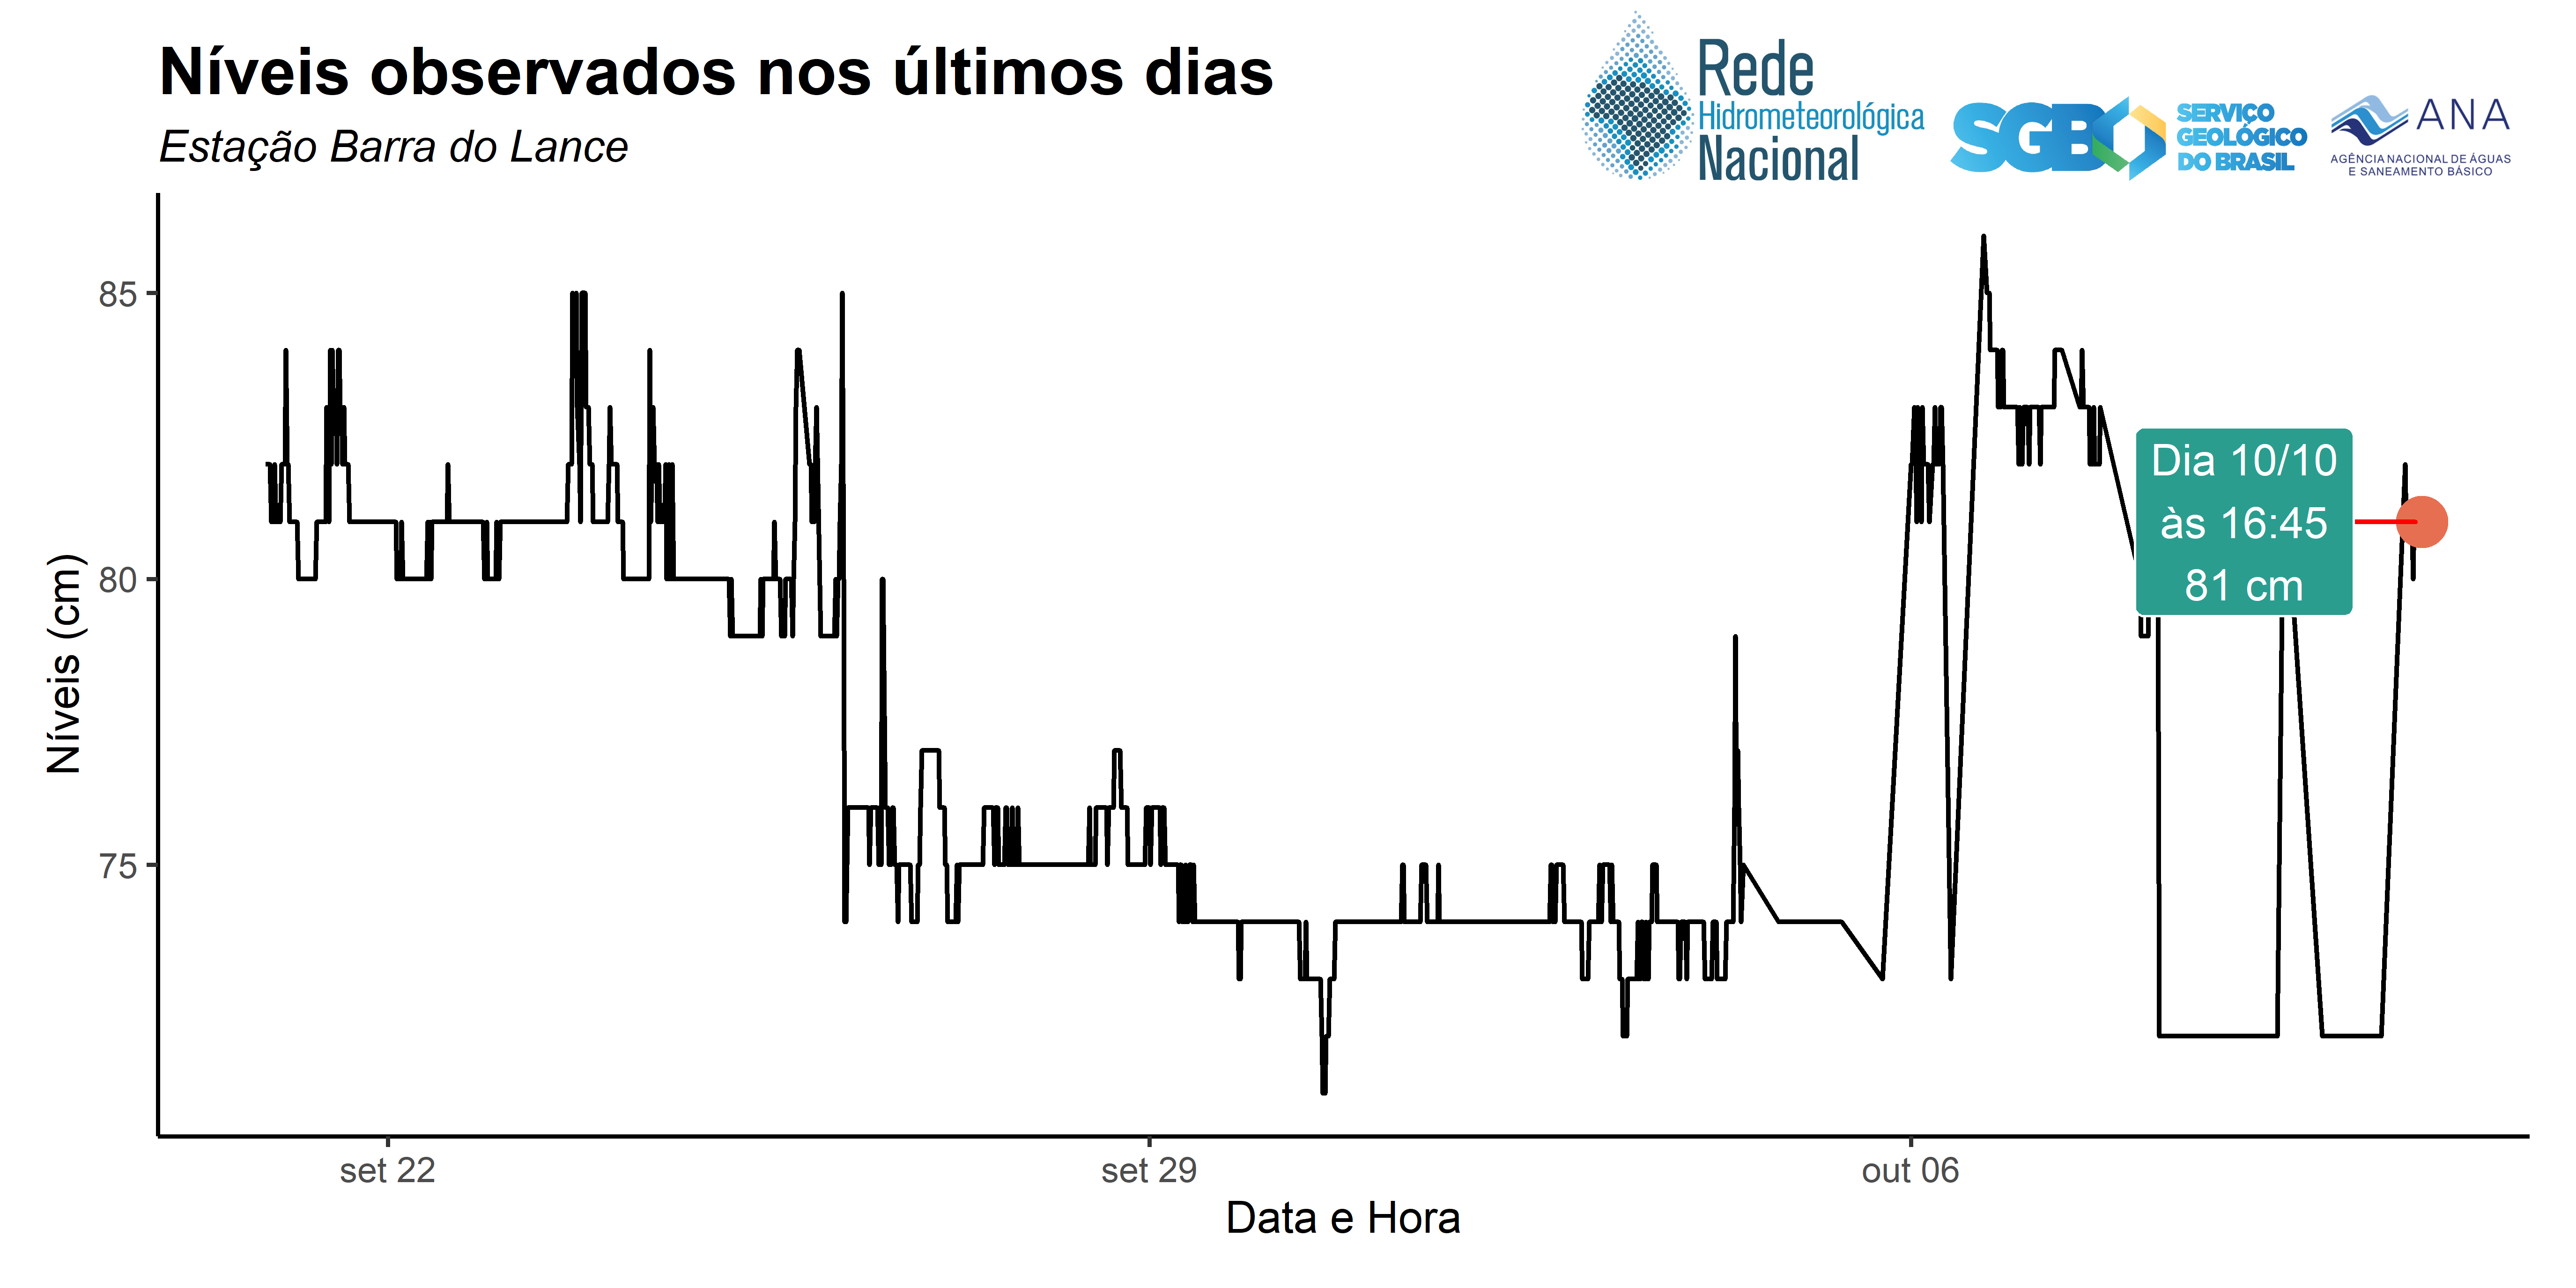 Níveis observados nos últimos dias
Estação Barra do Lance
Rede
Hidrometeorológica
Nacional
SGB
SERVIÇO
GEOLÓGICO
DO BRASIL
ANA
AGÊNCIA NACIONAL DE ÁGUAS
E SANEAMENTO BÁSICO
Níveis (cm)
85
80
75
Dia 10/10
às 16:45
81 cm
set 22
set 29
out 06
Data e Hora